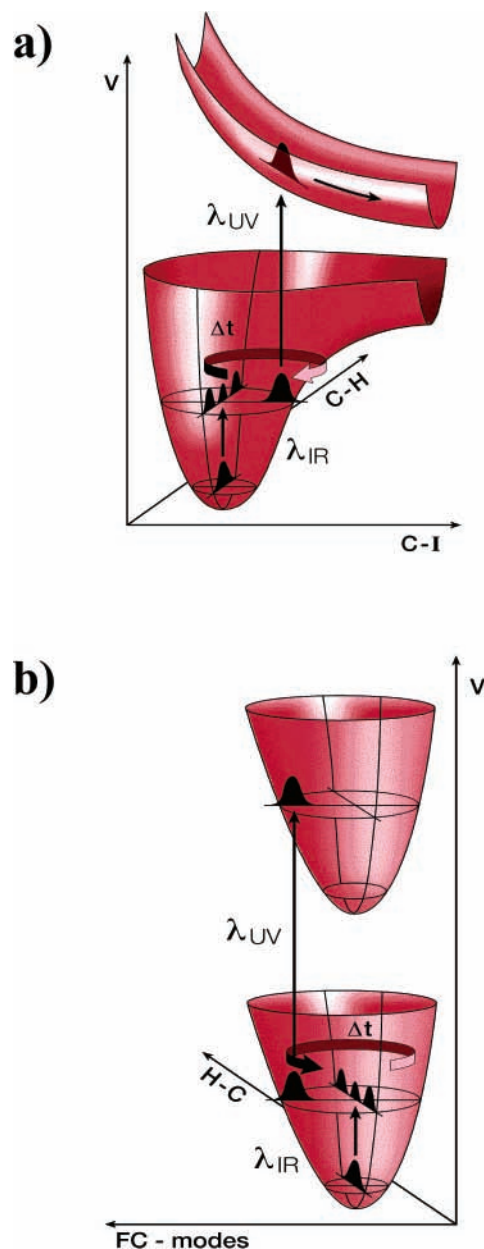 a)
V
λUV
Δt
C-H
λIR
C-I
b)
V
λUV
Δt
H-C
λIR
FC - modes